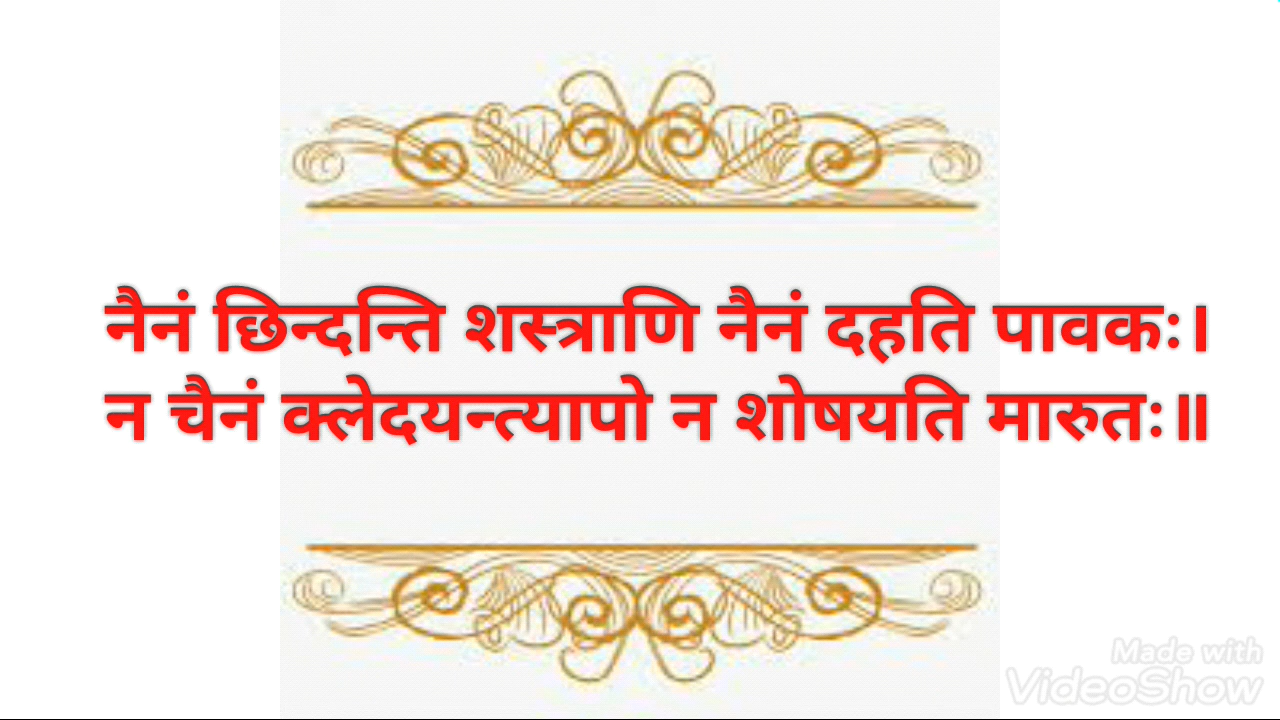 नैनं छिन्दन्ति शस्त्राणि नैनं दहति पावकः।
न चैनं क्लेदयन्त्यापो न शोषयति मारुतः॥
Made with
VideoShow